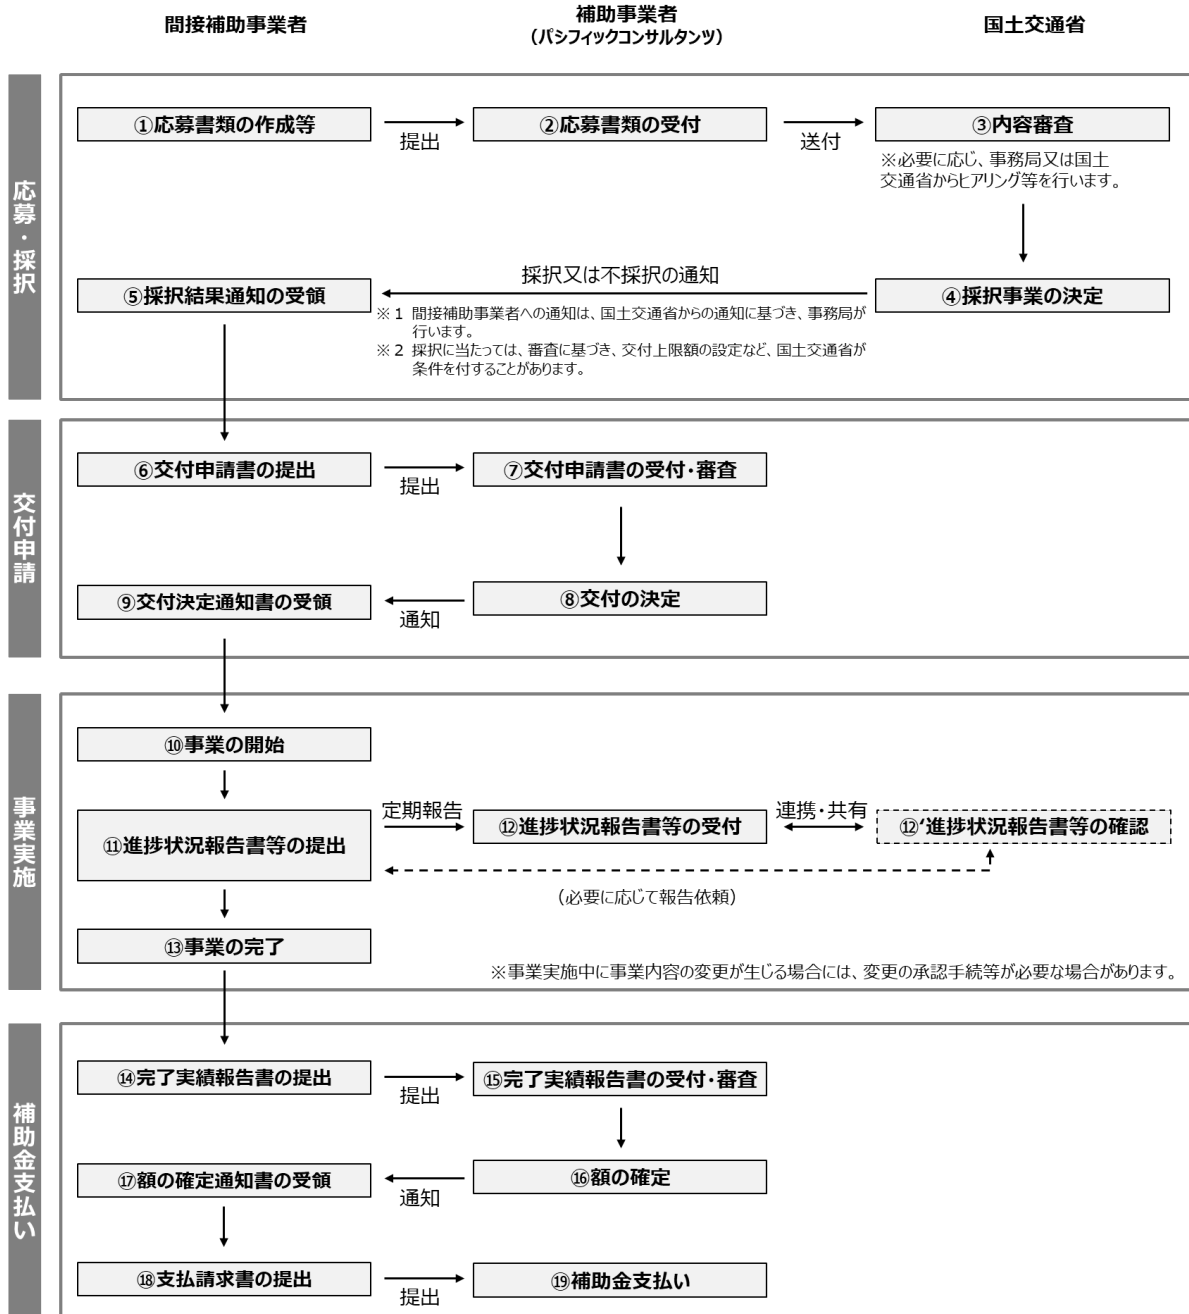 間接補助事業者
補助事業者
（パシフィックコンサルタンツ）
国土交通省
応募・採択
①応募書類の作成等
提出
②応募書類の受付
送付
③内容審査
※必要に応じ、事務局又は国土
交通省からヒアリング等を行います。
⑤採択結果通知の受領
採択又は不採択の通知
④採択事業の決定
※１ 間接補助事業者への通知は、国土交通省からの通知に基づき、事務局が
行います。
※２ 採択に当たっては、審査に基づき、交付上限額の設定など、国土交通省が
条件を付することがあります。
交付申請
⑥交付申請書の提出
提出
⑦交付申請書の受付・審査
⑨交付決定通知書の受領
通知
⑧交付の決定
事業実施
⑩事業の開始
⑪進捗状況報告書等の提出
定期報告
⑫進捗状況報告書等の受付
連携・共有
⑫‘進捗状況報告書等の確認
（必要に応じて報告依頼）
⑬事業の完了
※事業実施中に事業内容の変更が生じる場合には、変更の承認手続等が必要な場合があります。
補助金支払い
⑭完了実績報告書の提出
提出
⑮完了実績報告書の受付・審査
⑰額の確定通知書の受領
通知
⑯額の確定
⑱支払請求書の提出
提出
⑲補助金支払い